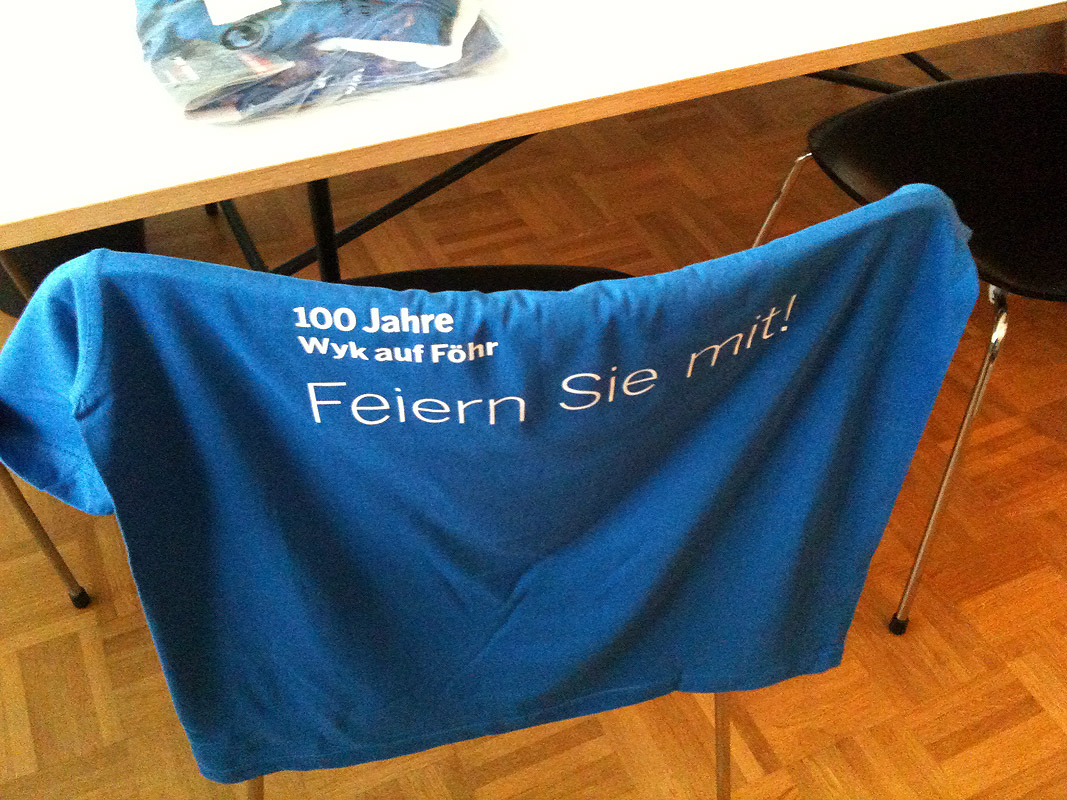 100 Jahre
Wyk auf Föhr
Feiern Sie mit!